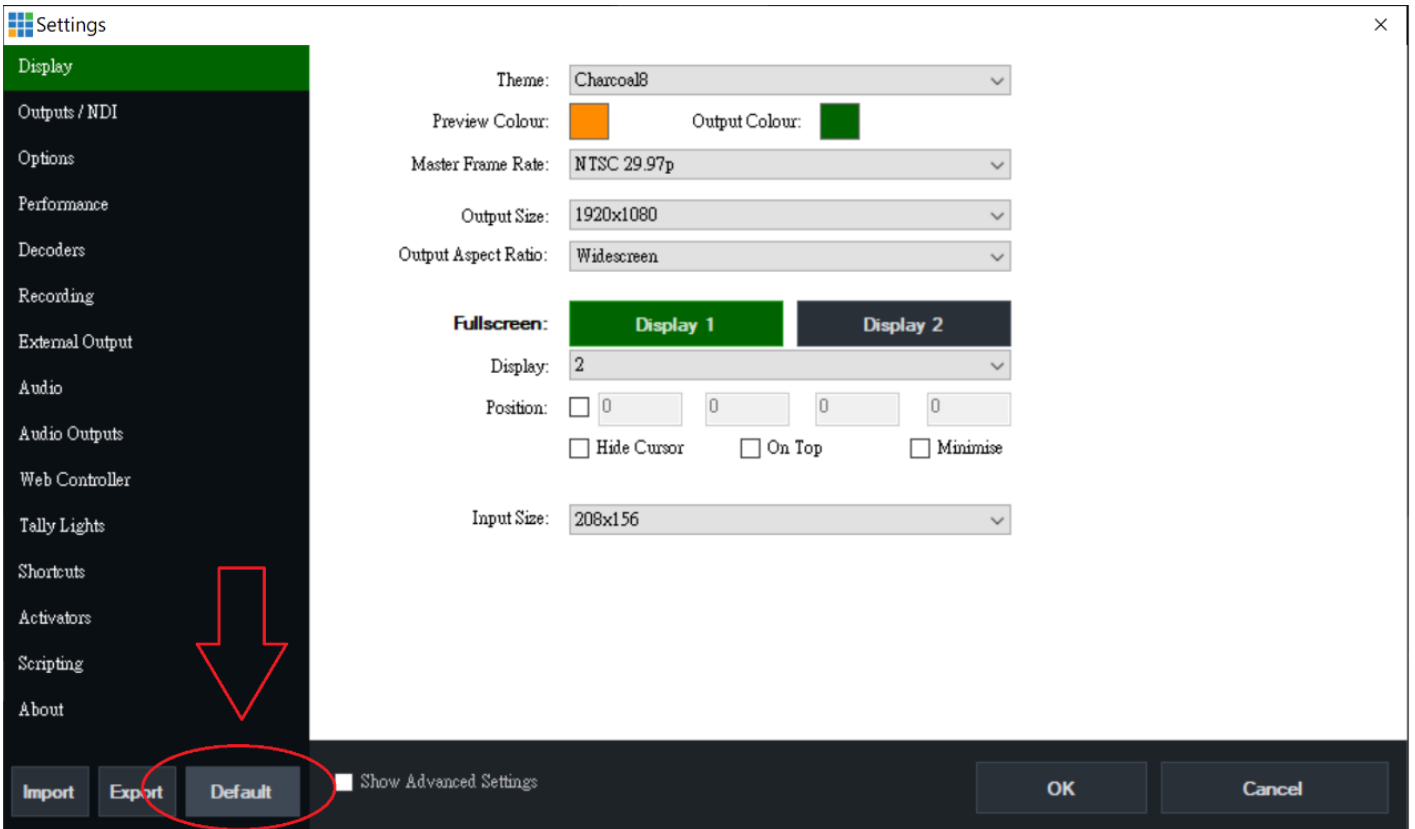 Settings
Display
Outputs / NDI
Options
Performance
Decoders
Recording
External Output
Audio
Audio Outputs
Web Controller
Tally Lights
Shortcuts
Activators
Scripting
About
Import Export Default
Theme: Charcoal8
Preview Colour: Output Colour:
Master Frame Rate: NTSC 29.97p
Output Size: 1920x1080
Output Aspect Ratio: Widescreen
Fullscreen: Display 1 Display 2
Display: 2
Position: 0 0 0 0
Hide Cursor On Top Minimise
Input Size: 208x156
Show Advanced Settings OK Cancel